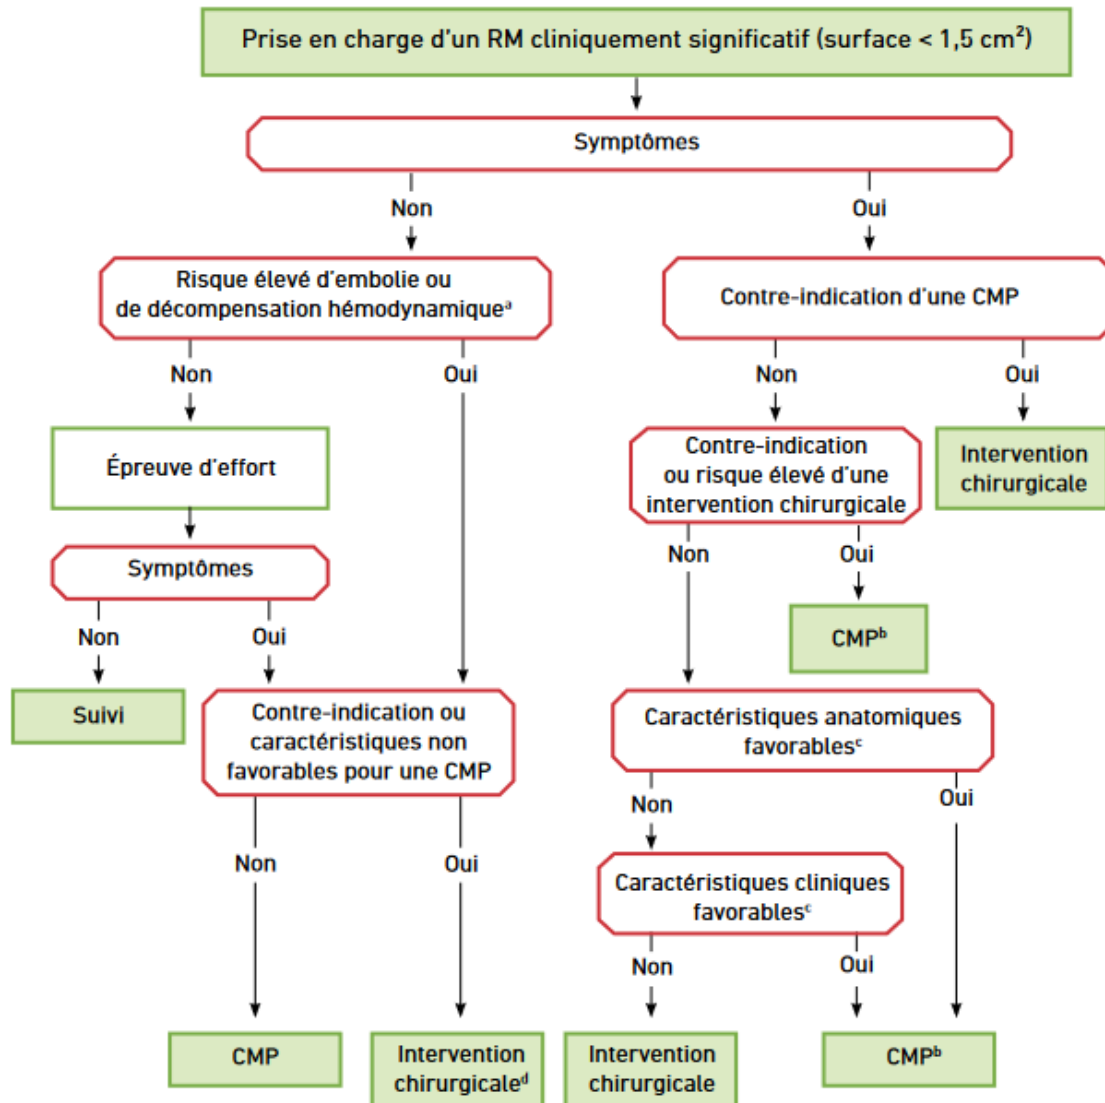 Prise en charge d'un RM cliniquement significatif (surface < 1,5 cm²)
Symptômes
Non
Oui
Risque élevé d'embolie ou
de décompensation hémodynamiqueᵃ
Contre-indication d'une CMP
Non
Oui
Non
Oui
Épreuve d'effort
Contre-indication
ou risque élevé d'une
intervention chirurgicale
Intervention
chirurgicale
Symptômes
Non
Oui
Non
Oui
CMPᵇ
Suivi
Contre-indication ou
caractéristiques non
favorables pour une CMP
Caractéristiques anatomiques
favorablesᶜ
Non
Oui
Non
Oui
Caractéristiques cliniques
favorablesᶜ
Non
Oui
CMP
Intervention
chirurgicaleᵈ
Intervention
chirurgicale
CMPᵇ